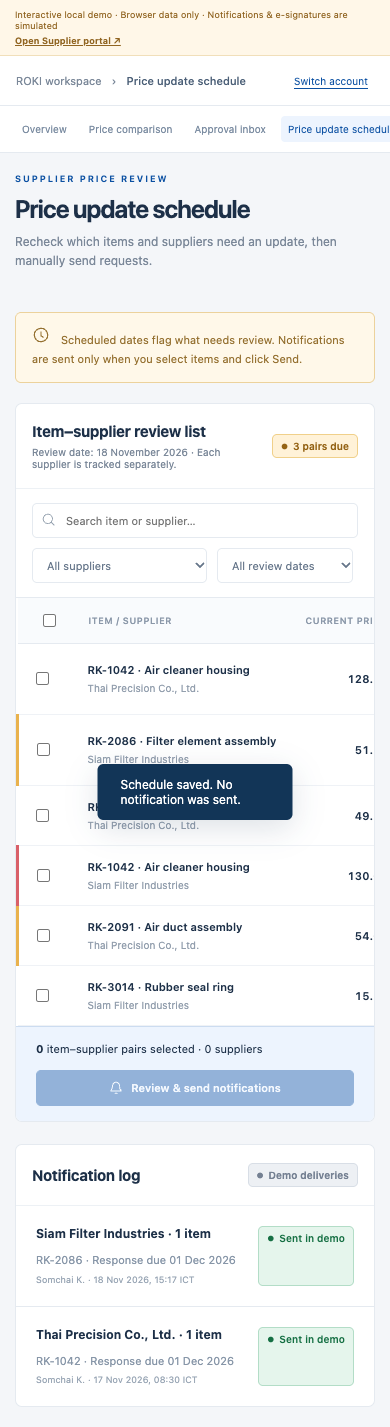 Interactive local demo · Browser data only · Notifications & e-signatures are
simulated
Open Supplier portal ↗
ROKI workspace › Price update schedule Switch account
Overview Price comparison Approval inbox Price update schedul
SUPPLIER PRICE REVIEW
Price update schedule
Recheck which items and suppliers need an update, then
manually send requests.
Scheduled dates flag what needs review. Notifications
are sent only when you select items and click Send.
Item–supplier review list
Review date: 18 November 2026 · Each
supplier is tracked separately.
3 pairs due
Search item or supplier...
All suppliers All review dates
ITEM / SUPPLIER CURRENT PRI
RK-1042 · Air cleaner housing
Thai Precision Co., Ltd.
128.
RK-2086 · Filter element assembly
Siam Filter Industries
51.
Schedule saved. No
notification was sent.
RK
Thai Precision Co., Ltd.
49.
RK-1042 · Air cleaner housing
Siam Filter Industries
130.
RK-2091 · Air duct assembly
Thai Precision Co., Ltd.
54.
RK-3014 · Rubber seal ring
Siam Filter Industries
15.
0 item–supplier pairs selected · 0 suppliers
Review & send notifications
Notification log
Demo deliveries
Siam Filter Industries · 1 item
RK-2086 · Response due 01 Dec 2026
Somchai K. · 18 Nov 2026, 15:17 ICT
Sent in demo
Thai Precision Co., Ltd. · 1 item
RK-1042 · Response due 01 Dec 2026
Somchai K. · 17 Nov 2026, 08:30 ICT
Sent in demo